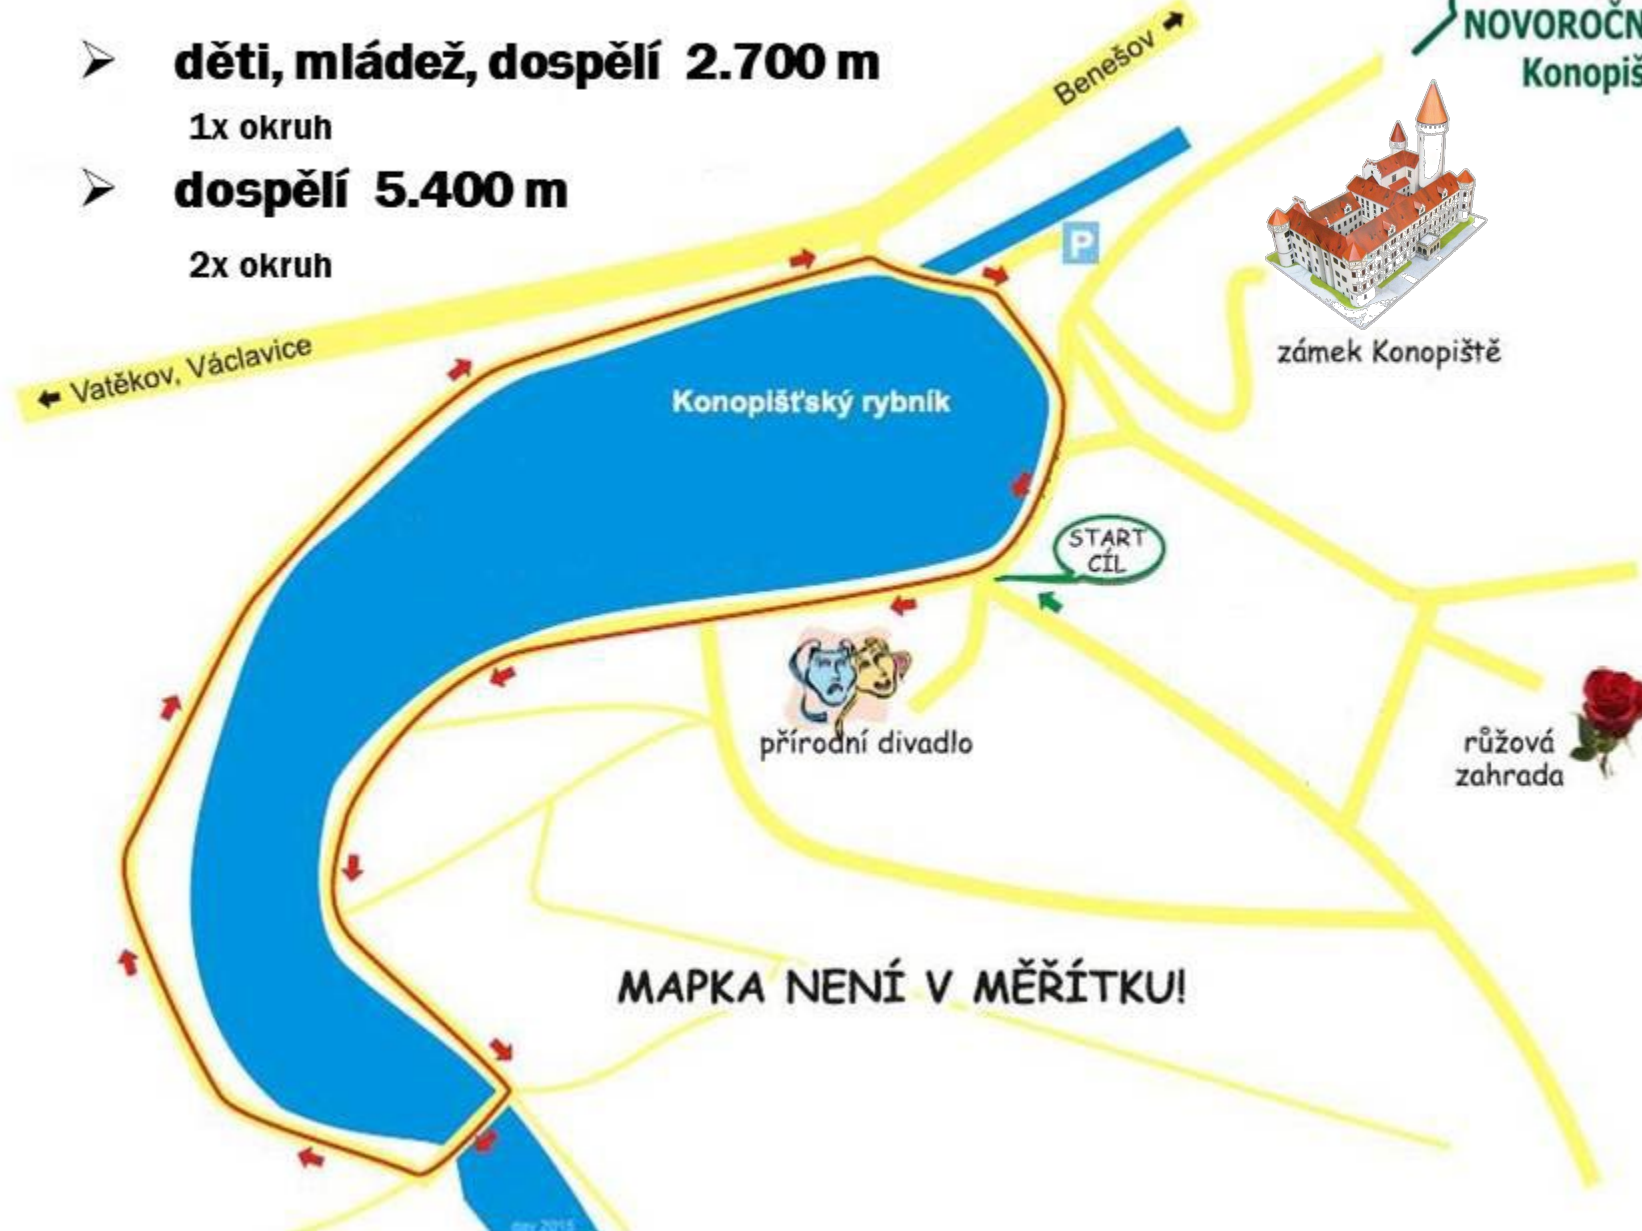 ➢ děti, mládež, dospělí 2.700 m
1x okruh
➢ dospělí 5.400 m
2x okruh
NOVOROČN
Konopiš
Benešov
P
zámek Konopiště
Vatěkov, Václavice
Konopišťský rybník
START
CÍL
přírodní divadlo
růžová
zahrada
MAPKA NENÍ V MĚŘÍTKU!